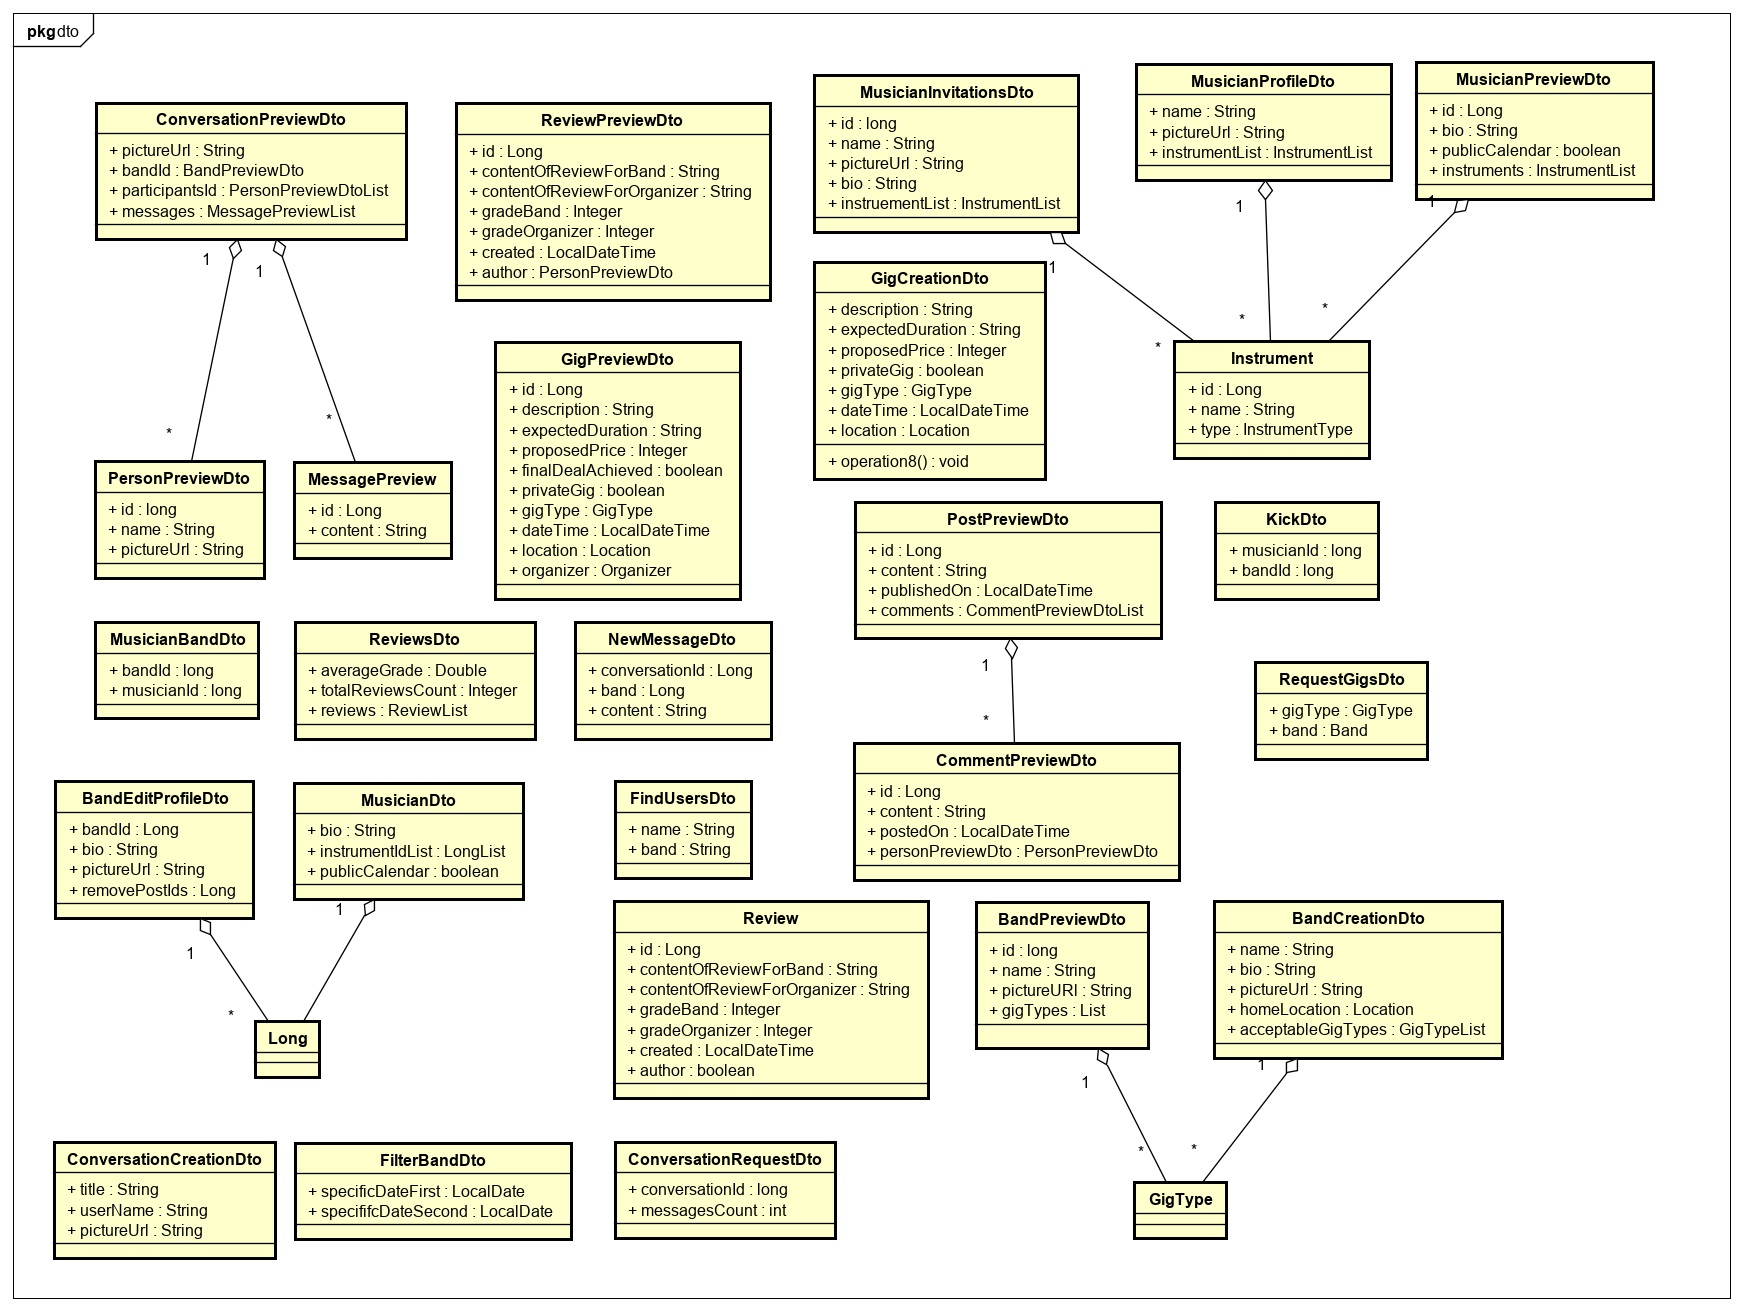 pkg dto
ConversationPreviewDto
+ pictureUrl : String
+ bandId : BandPreviewDto
+ participantsId : PersonPreviewDtoList
+ messages : MessagePreviewList
1
1
*
*
ReviewPreviewDto
+ id : Long
+ contentOfReviewForBand : String
+ contentOfReviewForOrganizer : String
+ gradeBand : Integer
+ gradeOrganizer : Integer
+ created : LocalDateTime
+ author : PersonPreviewDto
MusicianInvitationsDto
+ id : long
+ name : String
+ pictureUrl : String
+ bio : String
+ instruementList : InstrumentList
1
*
MusicianProfileDto
+ name : String
+ pictureUrl : String
+ instrumentList : InstrumentList
1
*
MusicianPreviewDto
+ id : Long
+ bio : String
+ publicCalendar : boolean
+ instruments : InstrumentList
1
*
GigCreationDto
+ description : String
+ expectedDuration : String
+ proposedPrice : Integer
+ privateGig : boolean
+ gigType : GigType
+ dateTime : LocalDateTime
+ location : Location
+ operation8() : void
Instrument
+ id : Long
+ name : String
+ type : InstrumentType
GigPreviewDto
+ id : Long
+ description : String
+ expectedDuration : String
+ proposedPrice : Integer
+ finalDealAchieved : boolean
+ privateGig : boolean
+ gigType : GigType
+ dateTime : LocalDateTime
+ location : Location
+ organizer : Organizer
PersonPreviewDto
+ id : long
+ name : String
+ pictureUrl : String
MessagePreview
+ id : Long
+ content : String
PostPreviewDto
+ id : Long
+ content : String
+ publishedOn : LocalDateTime
+ comments : CommentPreviewDtoList
1
*
KickDto
+ musicianId : long
+ bandId : long
MusicianBandDto
+ bandId : long
+ musicianId : long
ReviewsDto
+ averageGrade : Double
+ totalReviewsCount : Integer
+ reviews : ReviewList
NewMessageDto
+ conversationId : Long
+ band : Long
+ content : String
RequestGigsDto
+ gigType : GigType
+ band : Band
CommentPreviewDto
+ id : Long
+ content : String
+ postedOn : LocalDateTime
+ personPreviewDto : PersonPreviewDto
BandEditProfileDto
+ bandId : Long
+ bio : String
+ pictureUrl : String
+ removePostIds : Long
1
*
MusicianDto
+ bio : String
+ instrumentIdList : LongList
+ publicCalendar : boolean
1
FindUsersDto
+ name : String
+ band : String
Long
Review
+ id : Long
+ contentOfReviewForBand : String
+ contentOfReviewForOrganizer : String
+ gradeBand : Integer
+ gradeOrganizer : Integer
+ created : LocalDateTime
+ author : boolean
BandPreviewDto
+ id : long
+ name : String
+ pictureURl : String
+ gigTypes : List
1
*
BandCreationDto
+ name : String
+ bio : String
+ pictureUrl : String
+ homeLocation : Location
+ acceptableGigTypes : GigTypeList
1
*
ConversationCreationDto
+ title : String
+ userName : String
+ pictureUrl : String
FilterBandDto
+ specificDateFirst : LocalDate
+ specififcDateSecond : LocalDate
ConversationRequestDto
+ conversationId : long
+ messagesCount : int
GigType